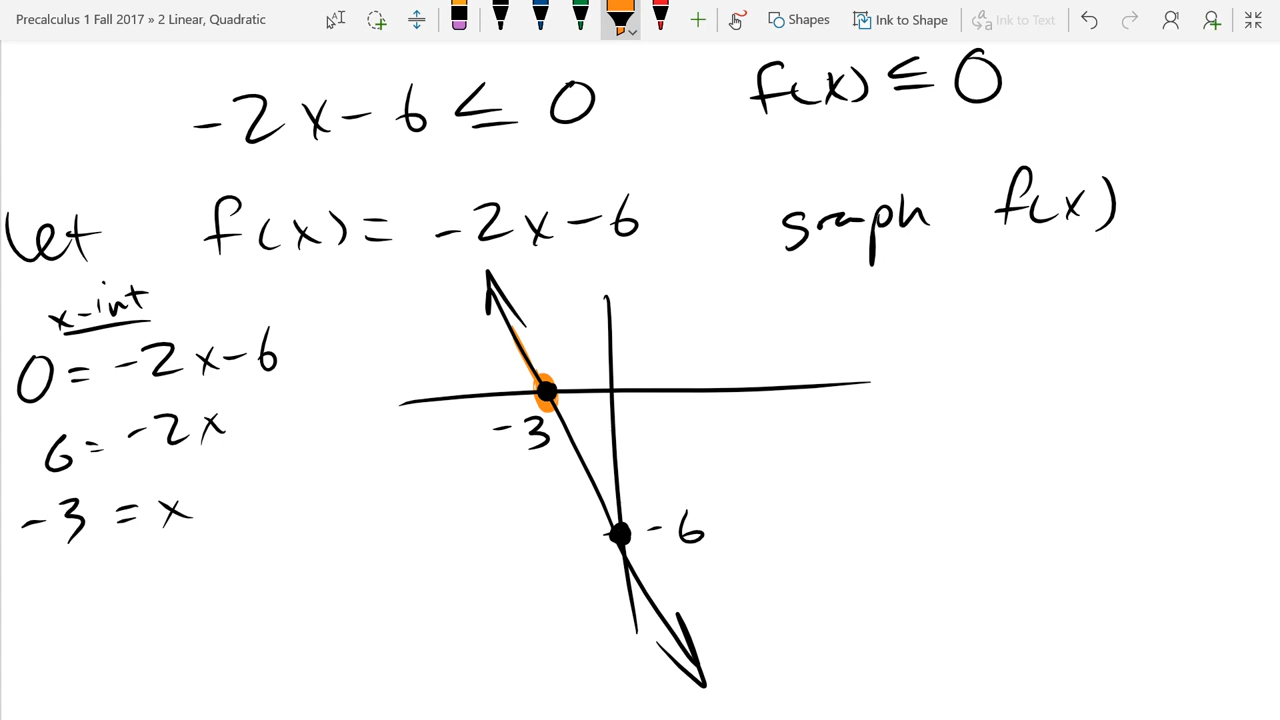 Precalculus 1 Fall 2017 » 2 Linear, Quadratic
Shapes
Ink to Shape
Ink to Text
-2x-6 ≤ 0
f(x) ≤ 0
Let f(x) = -2x-6
graph f(x)
x-int
0 = -2x-6
6 = -2x
-3 = x
-3
-6